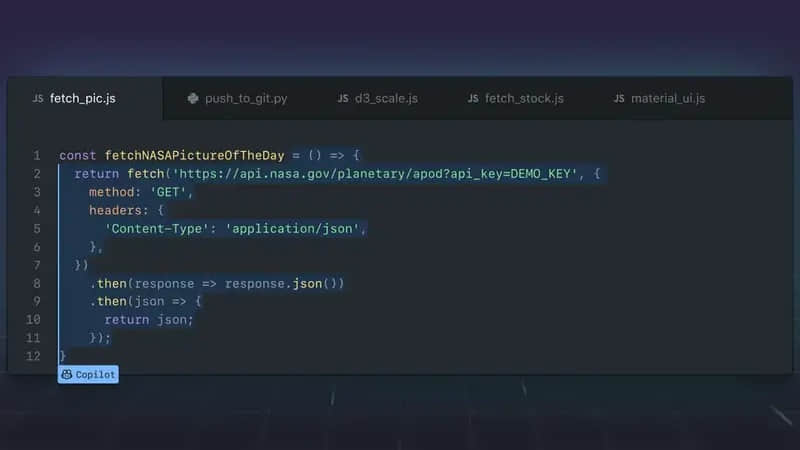 JS fetch_pic.js push_to_git.py JS d3_scale.js JS fetch_stock.js JS material_ui.js
1 const fetchNASAPictureOfTheDay = () => {
2 return fetch('https://api.nasa.gov/planetary/apod?api_key=DEMO_KEY', {
3 method: 'GET',
4 headers: {
5 'Content-Type': 'application/json',
6 },
7 })
8 .then(response => response.json())
9 .then(json => {
10 return json;
11 });
12 }
Copilot